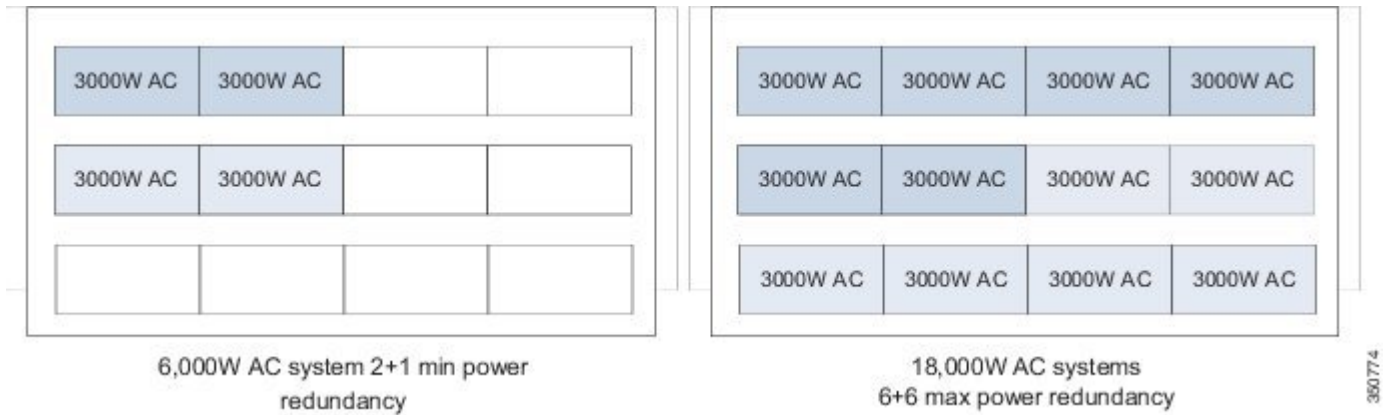 3000W AC 3000W AC
3000W AC 3000W AC
6,000W AC system 2+1 min power
redundancy
3000W AC 3000W AC 3000W AC 3000W AC
3000W AC 3000W AC 3000W AC 3000W AC
3000W AC 3000W AC 3000W AC 3000W AC
18,000W AC systems
6+6 max power redundancy
360774